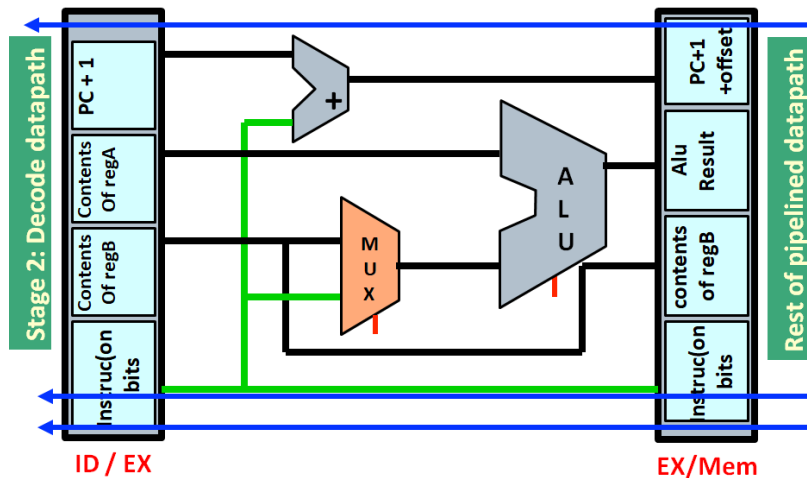 Stage 2: Decode datapath
PC + 1
Contents
Of regA
Contents
Of regB
Instruc(on
bits
ID / EX
+
M
U
X
A
L
U
PC+1
+offset
Alu
Result
contents
of regB
Instruc(on
bits
EX/Mem
Rest of pipelined datapath